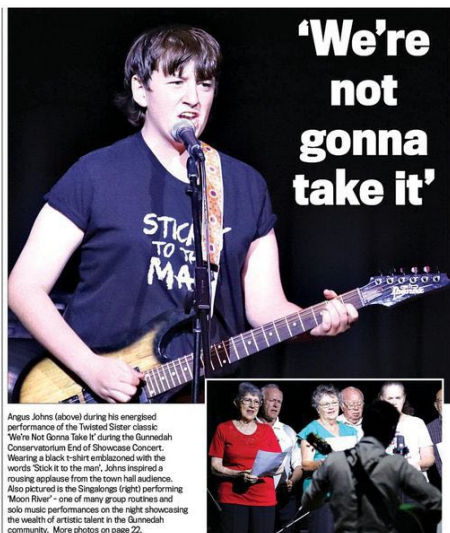 ‘We’re
not
gonna
take it’
STICK
TO THE
MAN
Ibanez
Angus Johns (above) during his energised
performance of the Twisted Sister classic
‘We’re Not Gonna Take It’ during the Gunnedah
Conservatorium End of Showcase Concert.
Wearing a black t-shirt emblazoned with the
words ‘Stick it to the man’, Johns inspired a
rousing applause from the town hall audience.
Also pictured is the Singalongs (right) performing
‘Moon River’ - one of many group routines and
solo music performances on the night showcasing
the wealth of artistic talent in the Gunnedah
community. More photos on page 22.